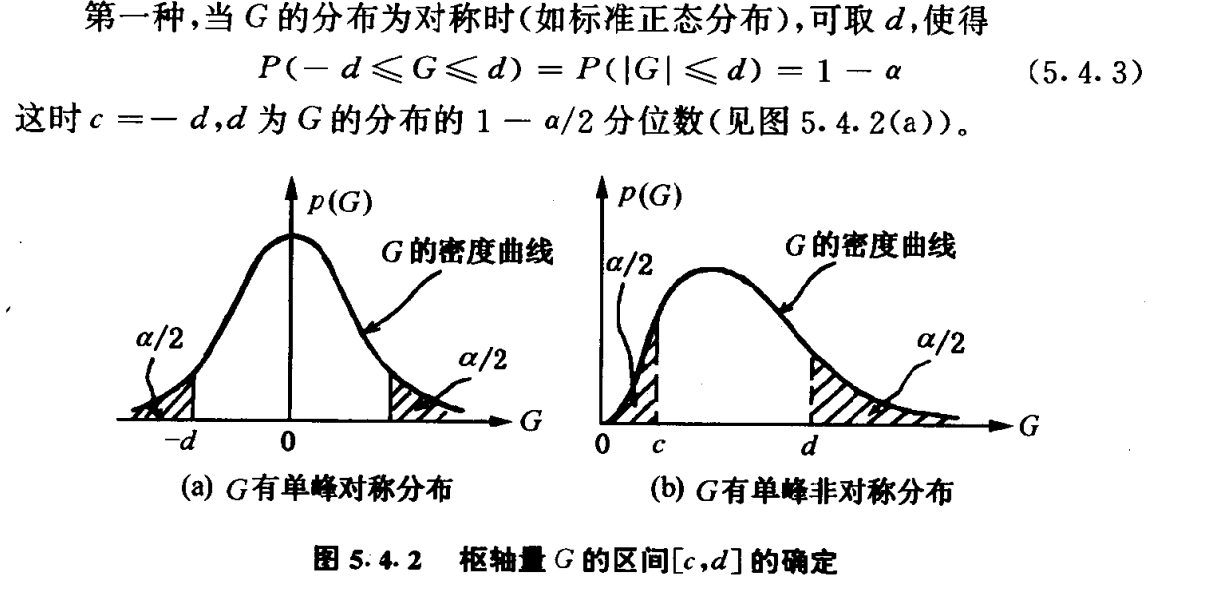 第一种,当 G 的分布为对称时(如标准正态分布),可取 d,使得
P(− d ⩽ G ⩽ d) = P(|G| ⩽ d) = 1 − α (5.4.3)
这时 c =− d,d 为 G 的分布的 1 − α/2 分位数(见图 5.4.2(a))。
p(G)
G的密度曲线
α/2
α/2
−d
0
G
(a) G有单峰对称分布
p(G)
G的密度曲线
α/2
α/2
0
c
d
G
(b) G有单峰非对称分布
图 5.4.2 枢轴量 G 的区间[c,d]的确定